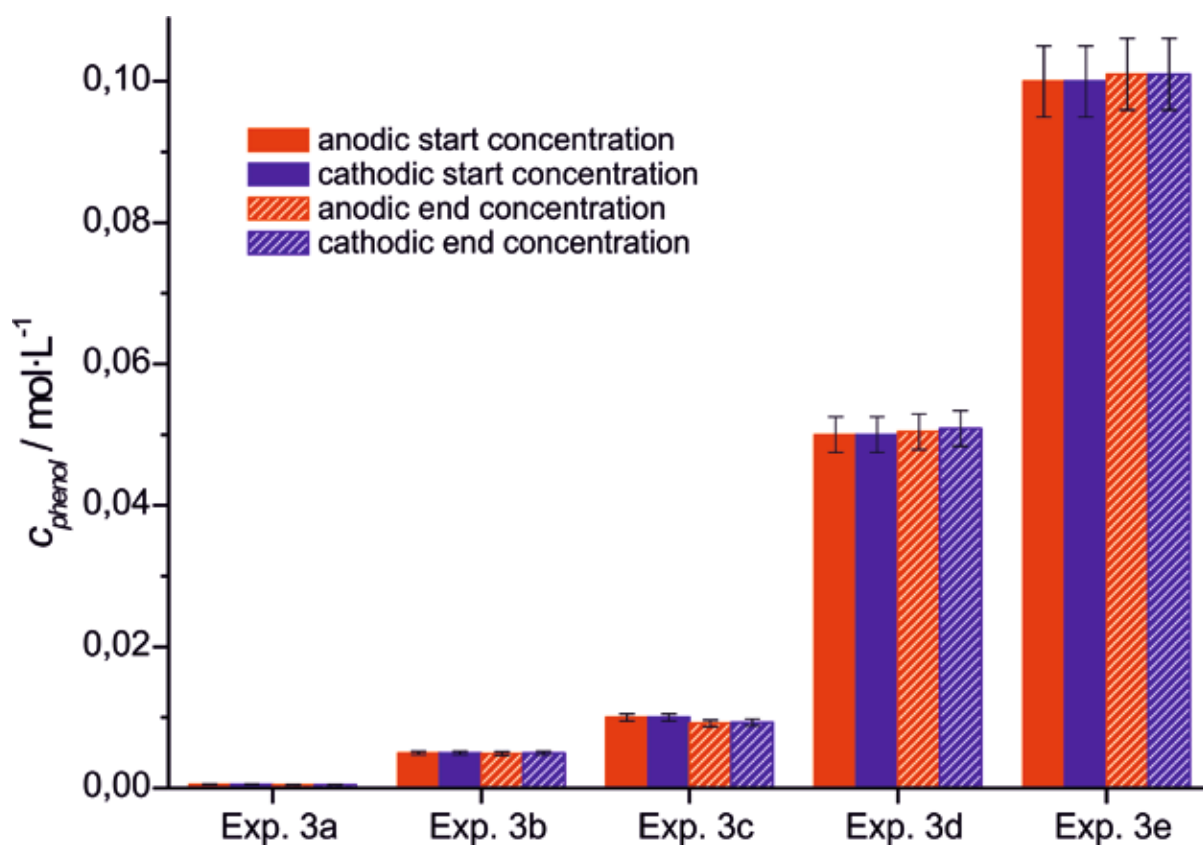 0,10
0,08
0,06
0,04
0,02
0,00
c phenol / mol·L⁻¹
anodic start concentration
cathodic start concentration
anodic end concentration
cathodic end concentration
Exp. 3a Exp. 3b Exp. 3c Exp. 3d Exp. 3e